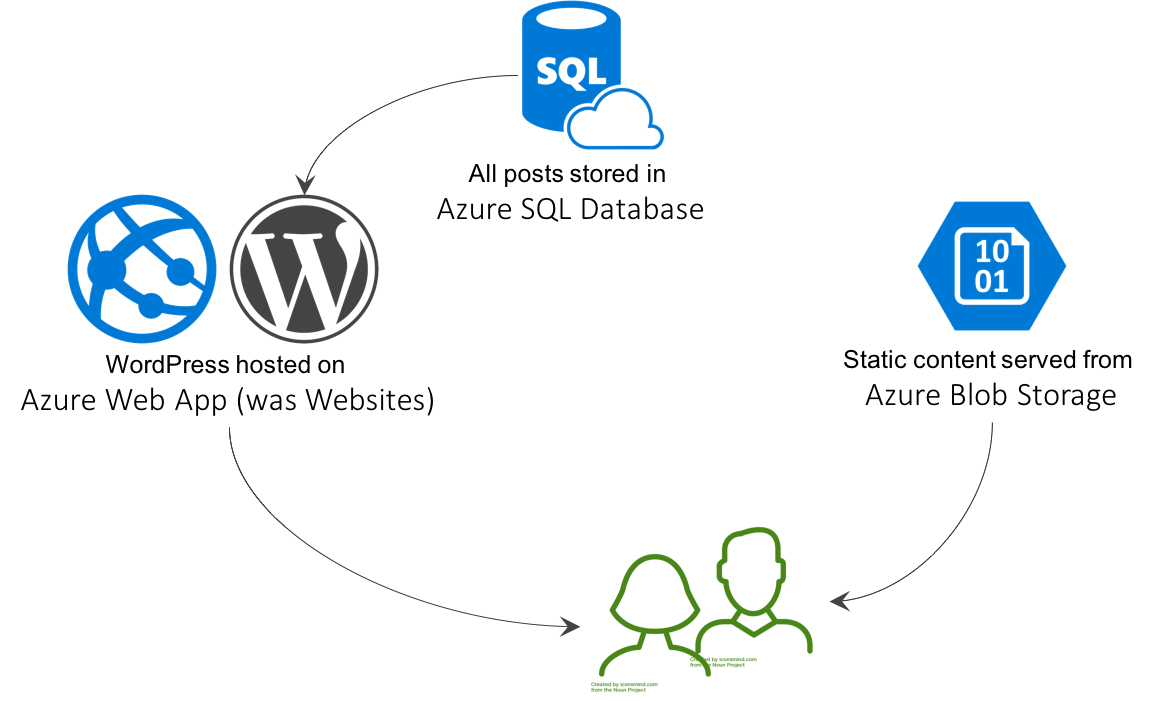 SQL
All posts stored in
Azure SQL Database
W
10
01
WordPress hosted on
Azure Web App (was Websites)
Static content served from
Azure Blob Storage
Created by iconsmind.com
from the Noun Project
Created by iconsmind.com
from the Noun Project